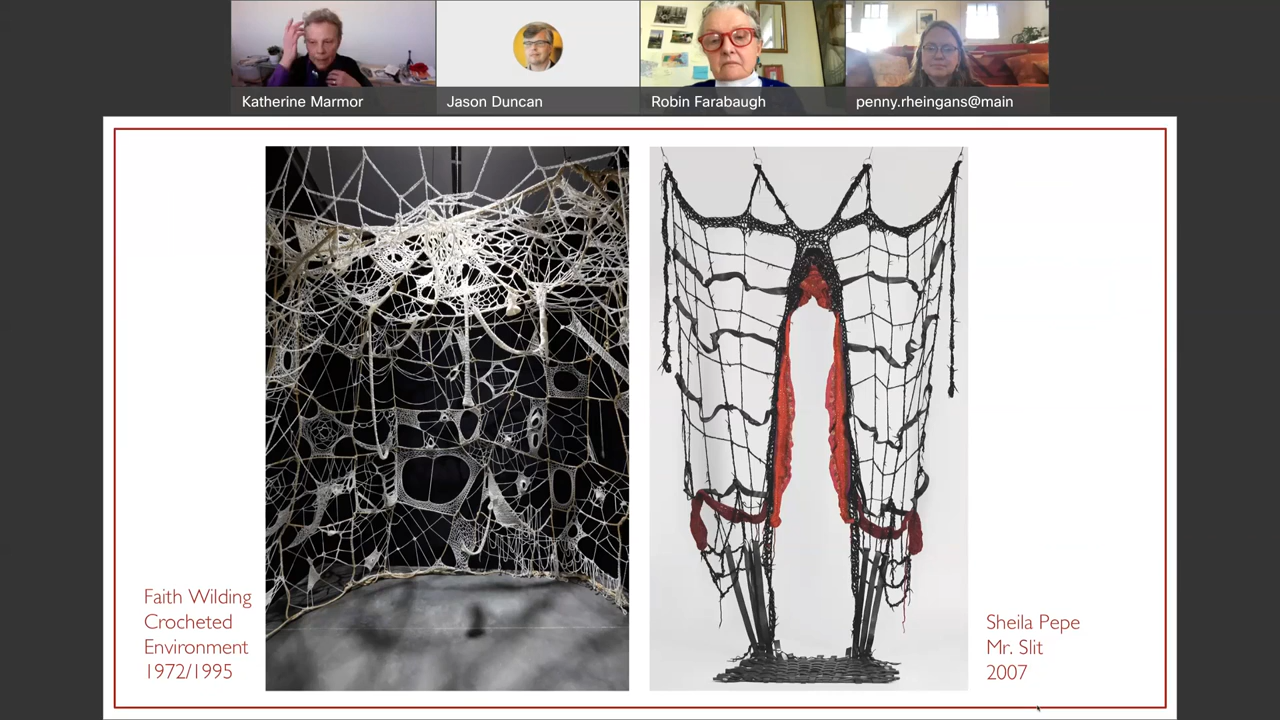 Katherine Marmor
Jason Duncan
Robin Farabaugh
penny.rheingans@main
Faith Wilding
Crocheted
Environment
1972/1995
Sheila Pepe
Mr. Slit
2007